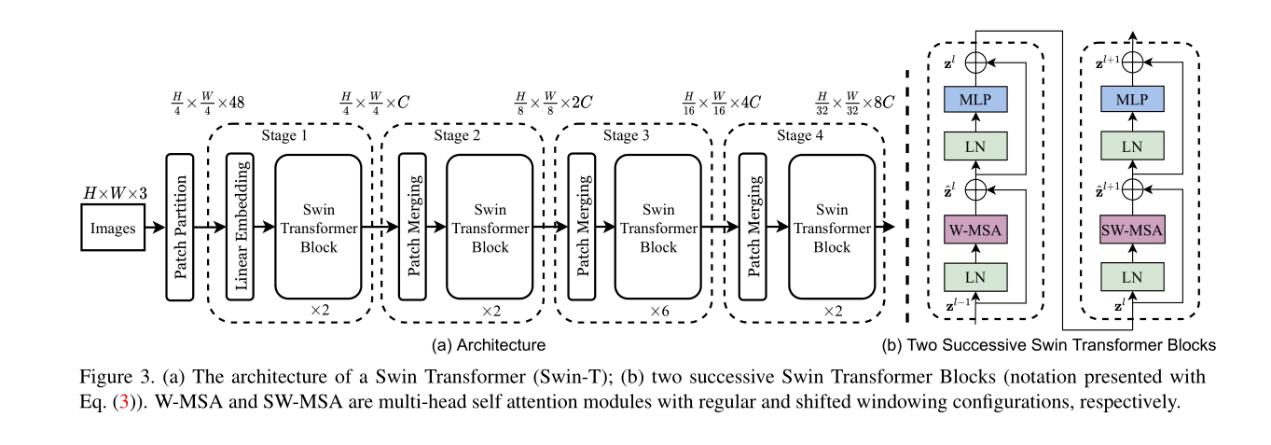 H/4 × W/4 × 48
H/4 × W/4 × C
H/8 × W/8 × 2C
H/16 × W/16 × 4C
H/32 × W/32 × 8C
Stage 1
Stage 2
Stage 3
Stage 4
H×W×3
Images
Patch Partition
Linear Embedding
Swin
Transformer
Block
×2
Patch Merging
Swin
Transformer
Block
×2
Patch Merging
Swin
Transformer
Block
×6
Patch Merging
Swin
Transformer
Block
×2
(a) Architecture
z^l
MLP
LN
ẑ^l
W-MSA
LN
z^{l−1}
z^{l+1}
MLP
LN
ẑ^{l+1}
SW-MSA
LN
z^l
(b) Two Successive Swin Transformer Blocks
Figure 3. (a) The architecture of a Swin Transformer (Swin-T); (b) two successive Swin Transformer Blocks (notation presented with
Eq. (3)). W-MSA and SW-MSA are multi-head self attention modules with regular and shifted windowing configurations, respectively.